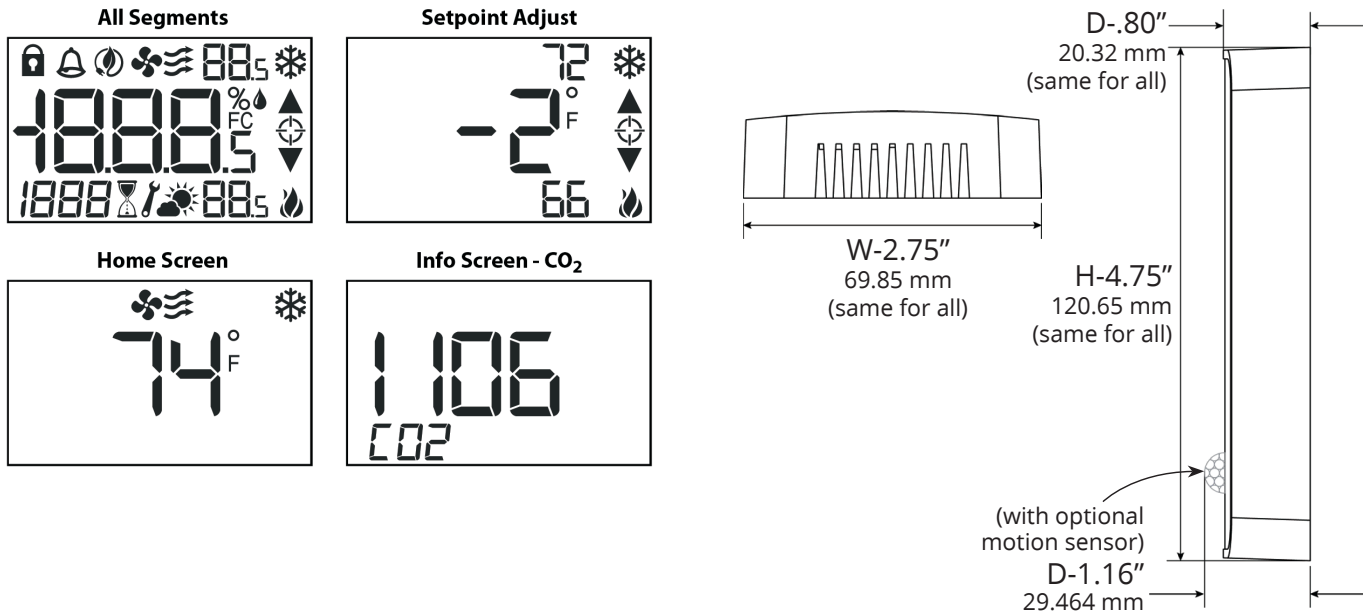 All Segments
88.5
%
FC
-188.8.5
1888
88.5
Setpoint Adjust
72
-2°F
66
Home Screen
74°F
Info Screen - CO₂
1106
CO2
W-2.75”
69.85 mm
(same for all)
D-.80”
20.32 mm
(same for all)
H-4.75”
120.65 mm
(same for all)
(with optional
motion sensor)
D-1.16”
29.464 mm